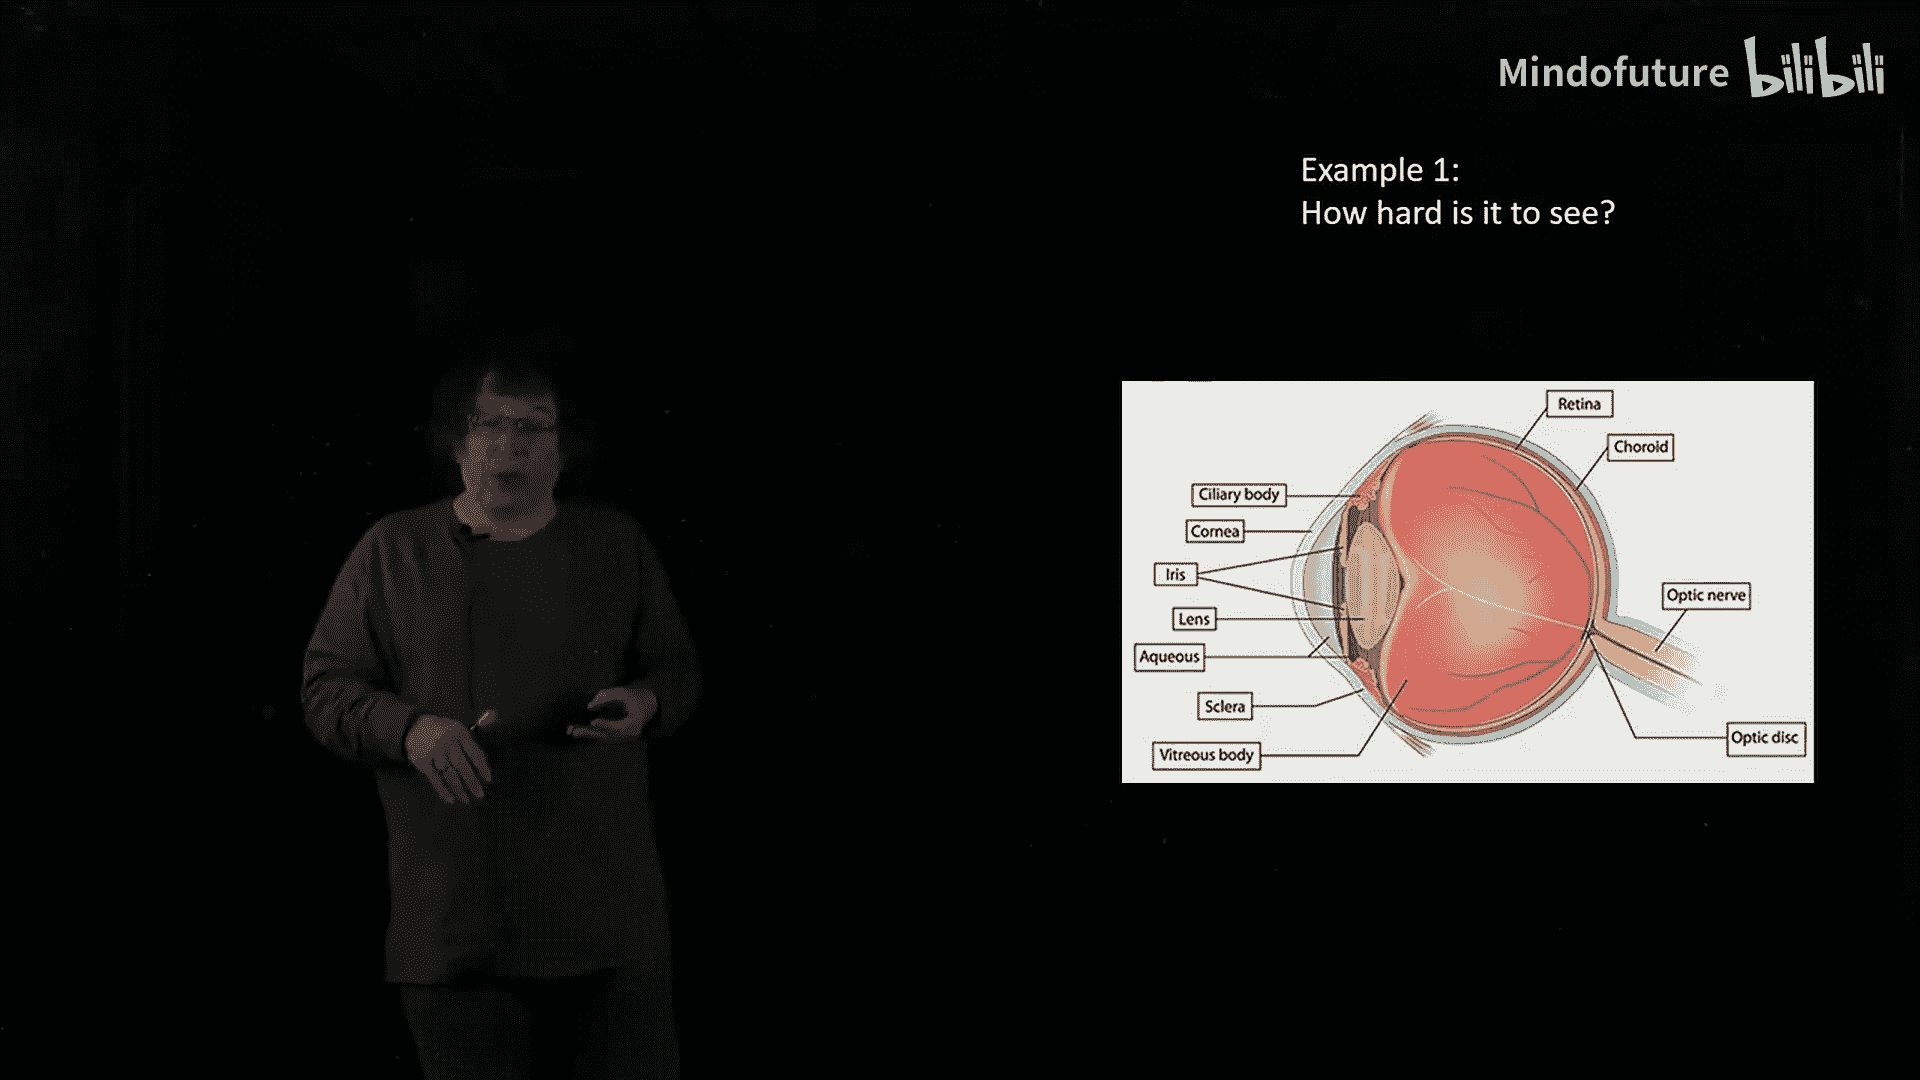 Mindofuture bilibili
Example 1:
How hard is it to see?
Retina
Choroid
Ciliary body
Cornea
Iris
Lens
Aqueous
Sclera
Vitreous body
Optic nerve
Optic disc